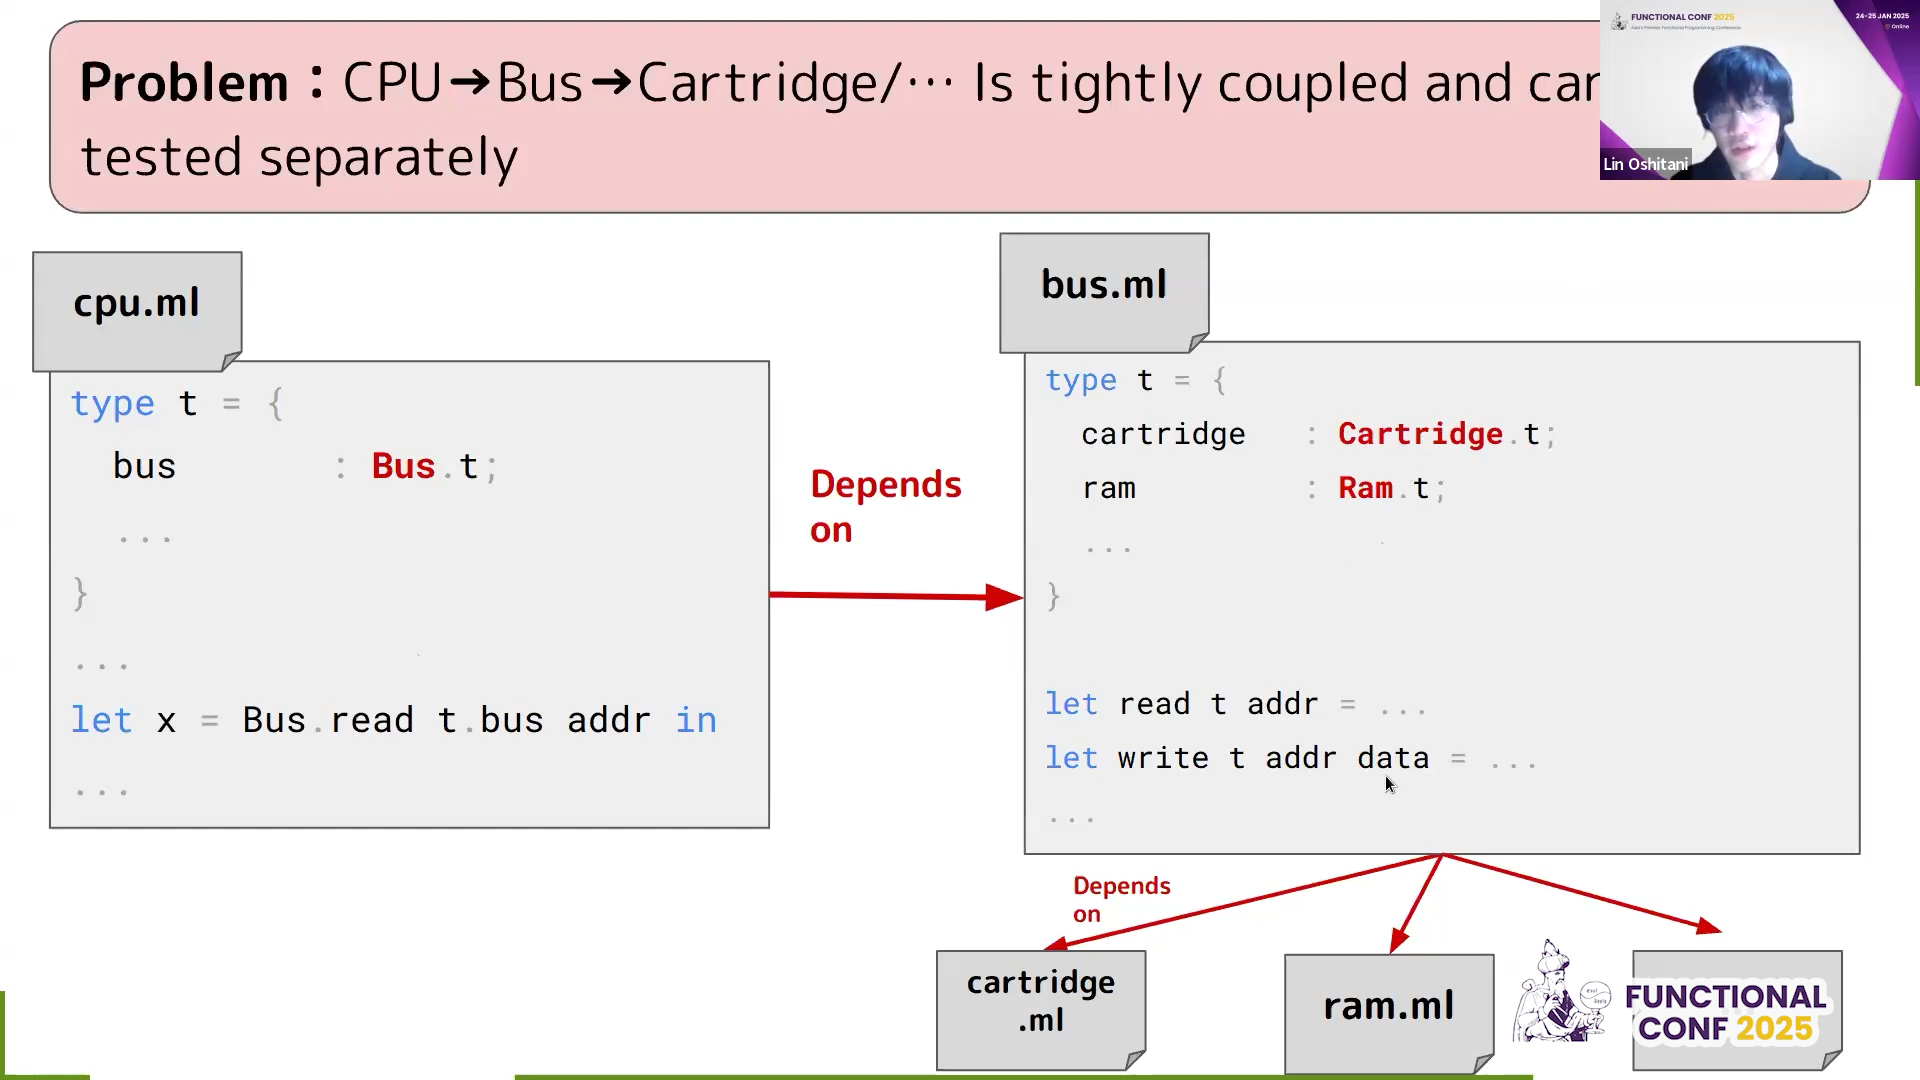 Problem：CPU➔Bus➔Cartridge/… Is tightly coupled and
tested separately
FUNCTIONAL CONF 2025
24-25 JAN 2025
Online
Lin Oshitani
cpu.ml
type t = {
bus : Bus.t;
...
}
...
let x = Bus.read t.bus addr in
...
Depends
on
bus.ml
type t = {
cartridge : Cartridge.t;
ram : Ram.t;
...
}
let read t addr = ...
let write t addr data = ...
...
Depends
on
cartridge
.ml
ram.ml
FUNCTIONAL
CONF 2025